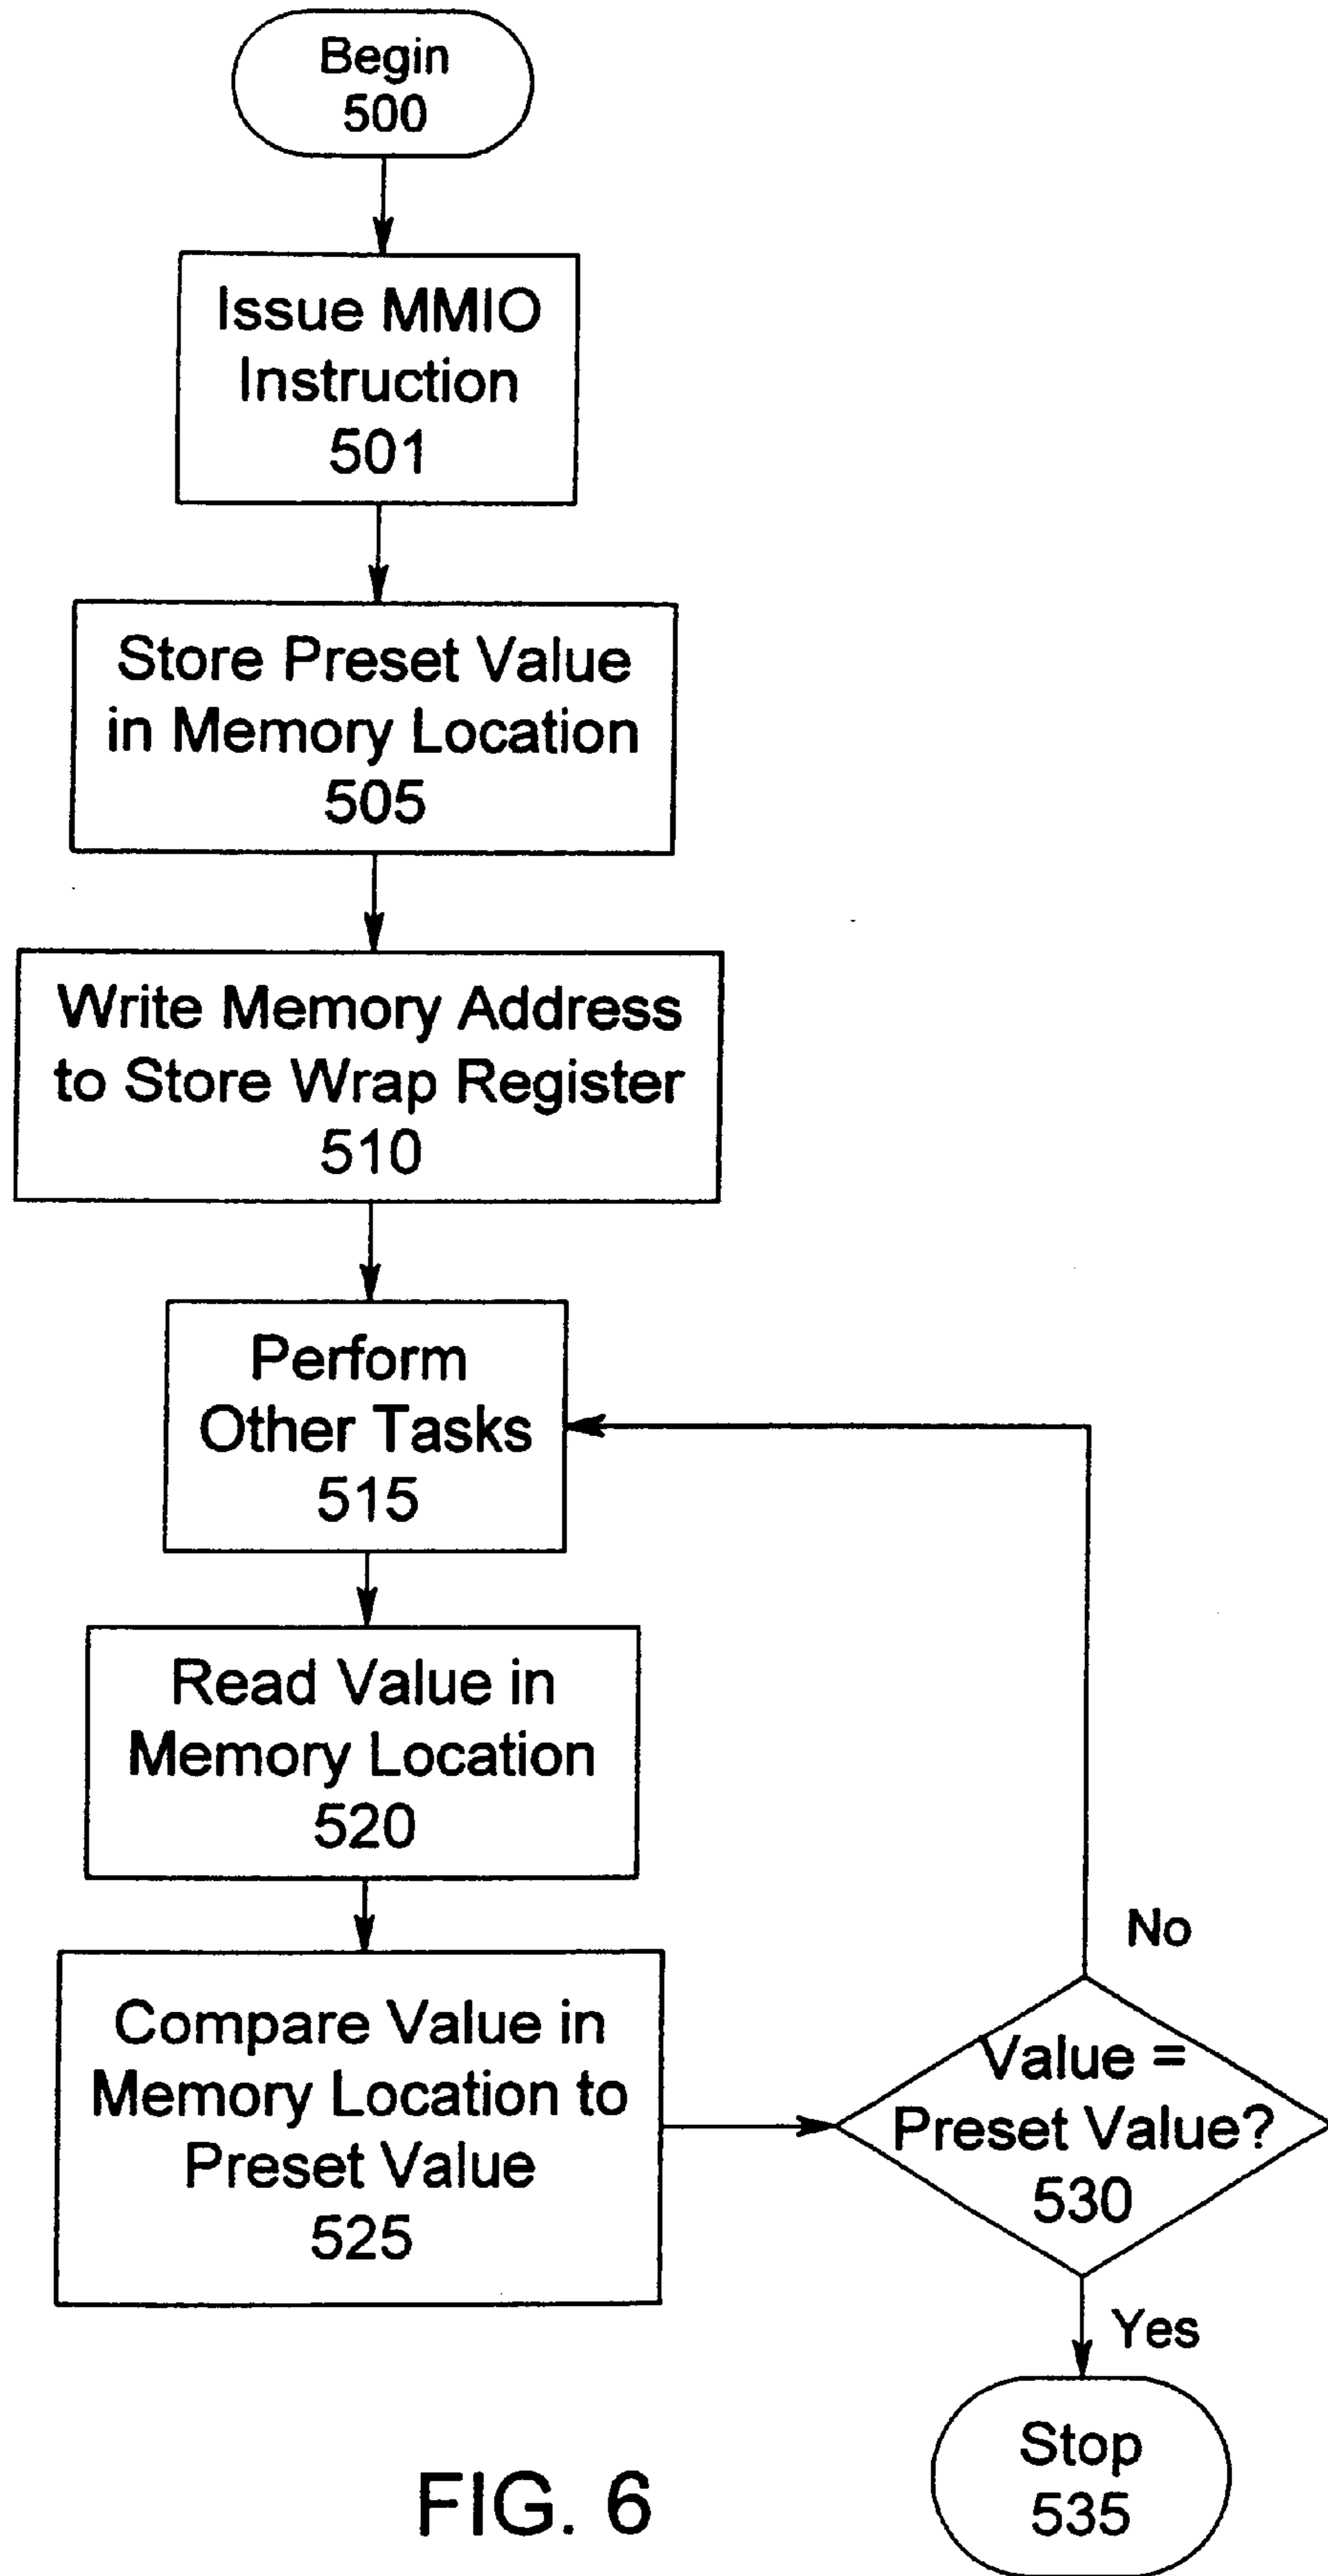 Begin
500
Issue MMIO
Instruction
501
Store Preset Value
in Memory Location
505
Write Memory Address
to Store Wrap Register
510
Perform
Other Tasks
515
Read Value in
Memory Location
520
Compare Value in
Memory Location to
Preset Value
525
No
Value =
Preset Value?
530
Yes
Stop
535
FIG. 6